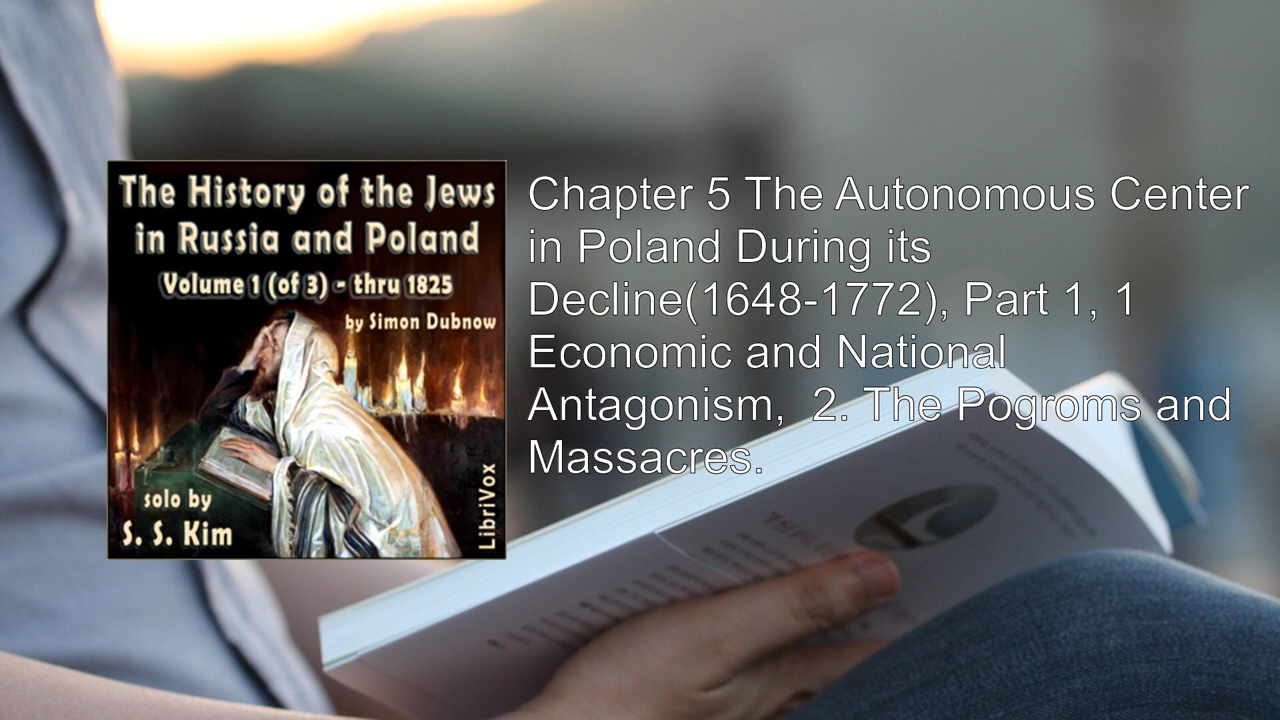 The History of the Jews
in Russia and Poland
Volume 1 (of 3) - thru 1825
by Simon Dubnow
solo by
S. S. Kim
LibriVox
Chapter 5 The Autonomous Center
in Poland During its
Decline(1648-1772), Part 1, 1
Economic and National
Antagonism,  2. The Pogroms and
Massacres.